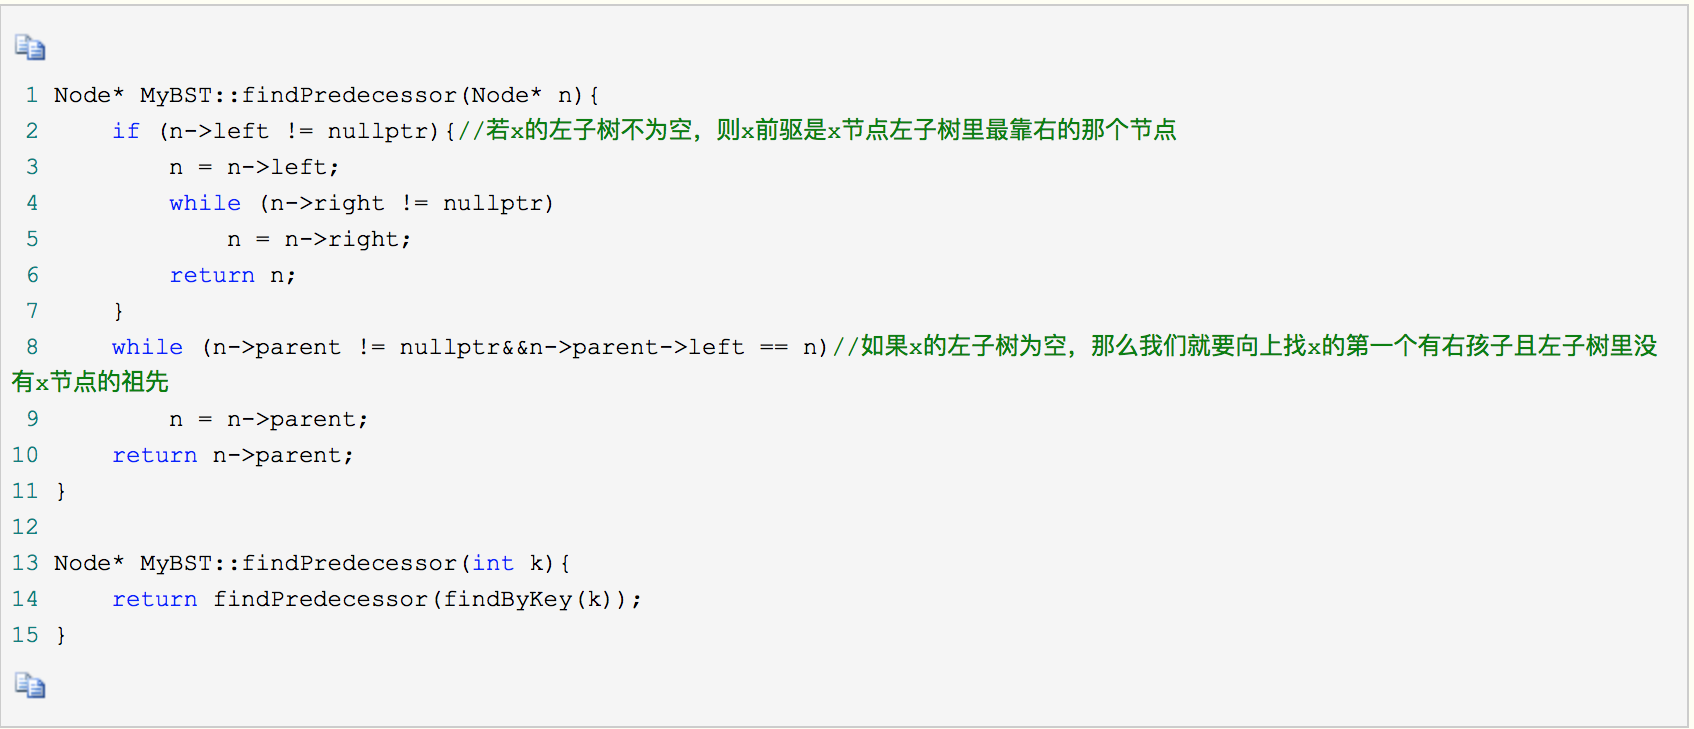 1 Node* MyBST::findPredecessor(Node* n){
2     if (n->left != nullptr){//若x的左子树不为空，则x前驱是x节点左子树里最靠右的那个节点
3         n = n->left;
4         while (n->right != nullptr)
5             n = n->right;
6         return n;
7     }
8     while (n->parent != nullptr&&n->parent->left == n)//如果x的左子树为空，那么我们就要向上找x的第一个有右孩子且左子树里没
有x节点的祖先
9         n = n->parent;
10     return n->parent;
11 }
12
13 Node* MyBST::findPredecessor(int k){
14     return findPredecessor(findByKey(k));
15 }